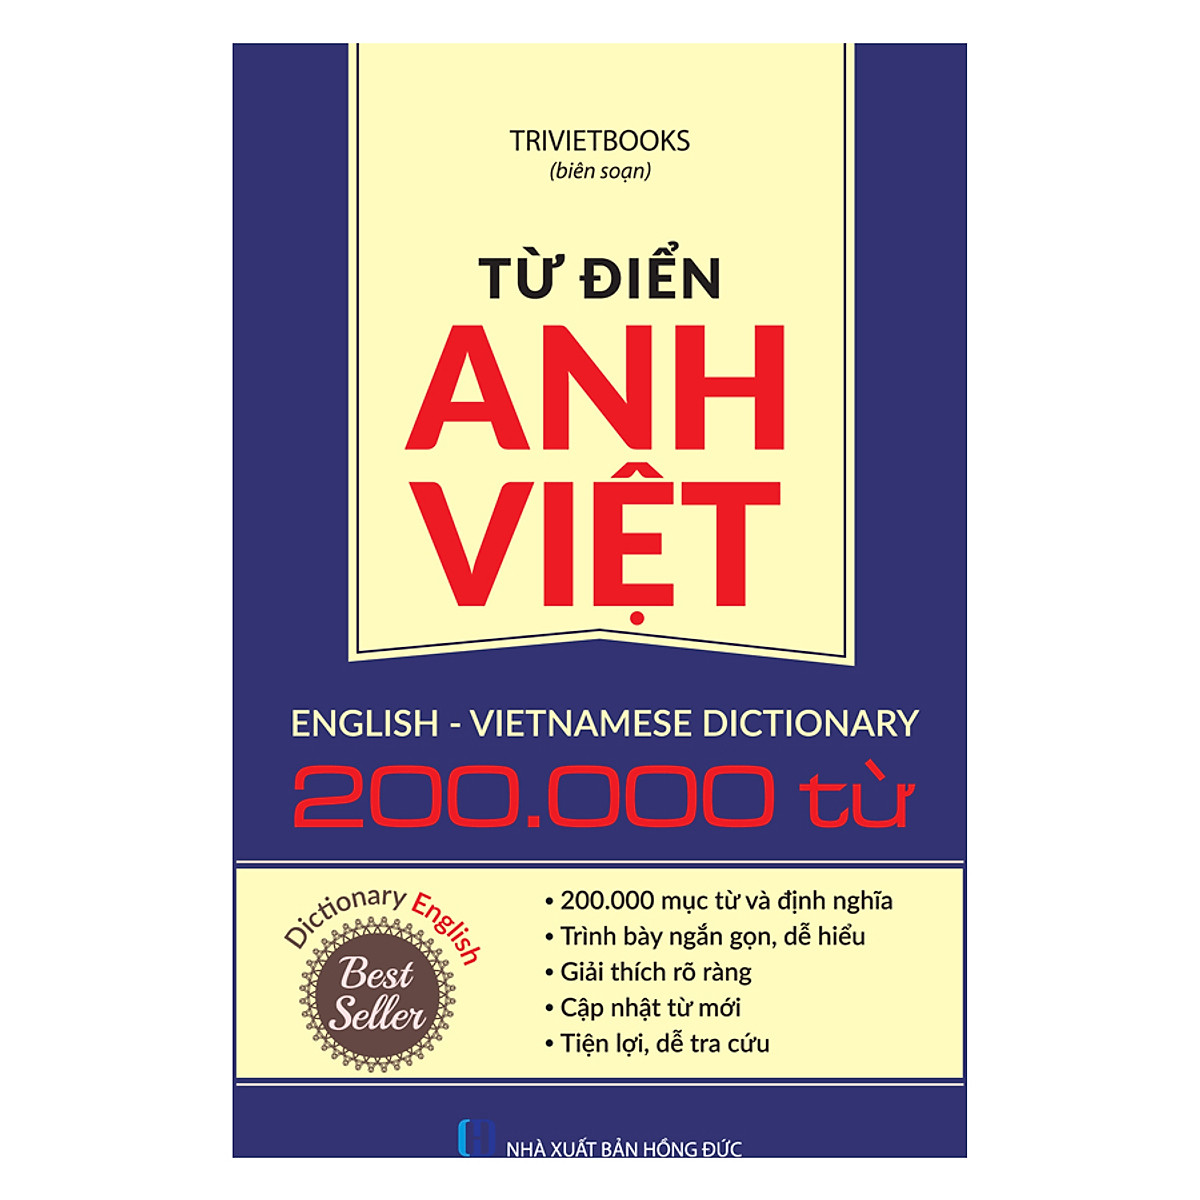 TRIVIETBOOKS
(biên soạn)
TỪ ĐIỂN
ANH
VIỆT
ENGLISH - VIETNAMESE DICTIONARY
200.000 từ
Dictionary English
Best
Seller
• 200.000 mục từ và định nghĩa
• Trình bày ngắn gọn, dễ hiểu
• Giải thích rõ ràng
• Cập nhật từ mới
• Tiện lợi, dễ tra cứu
NHÀ XUẤT BẢN HỒNG ĐỨC